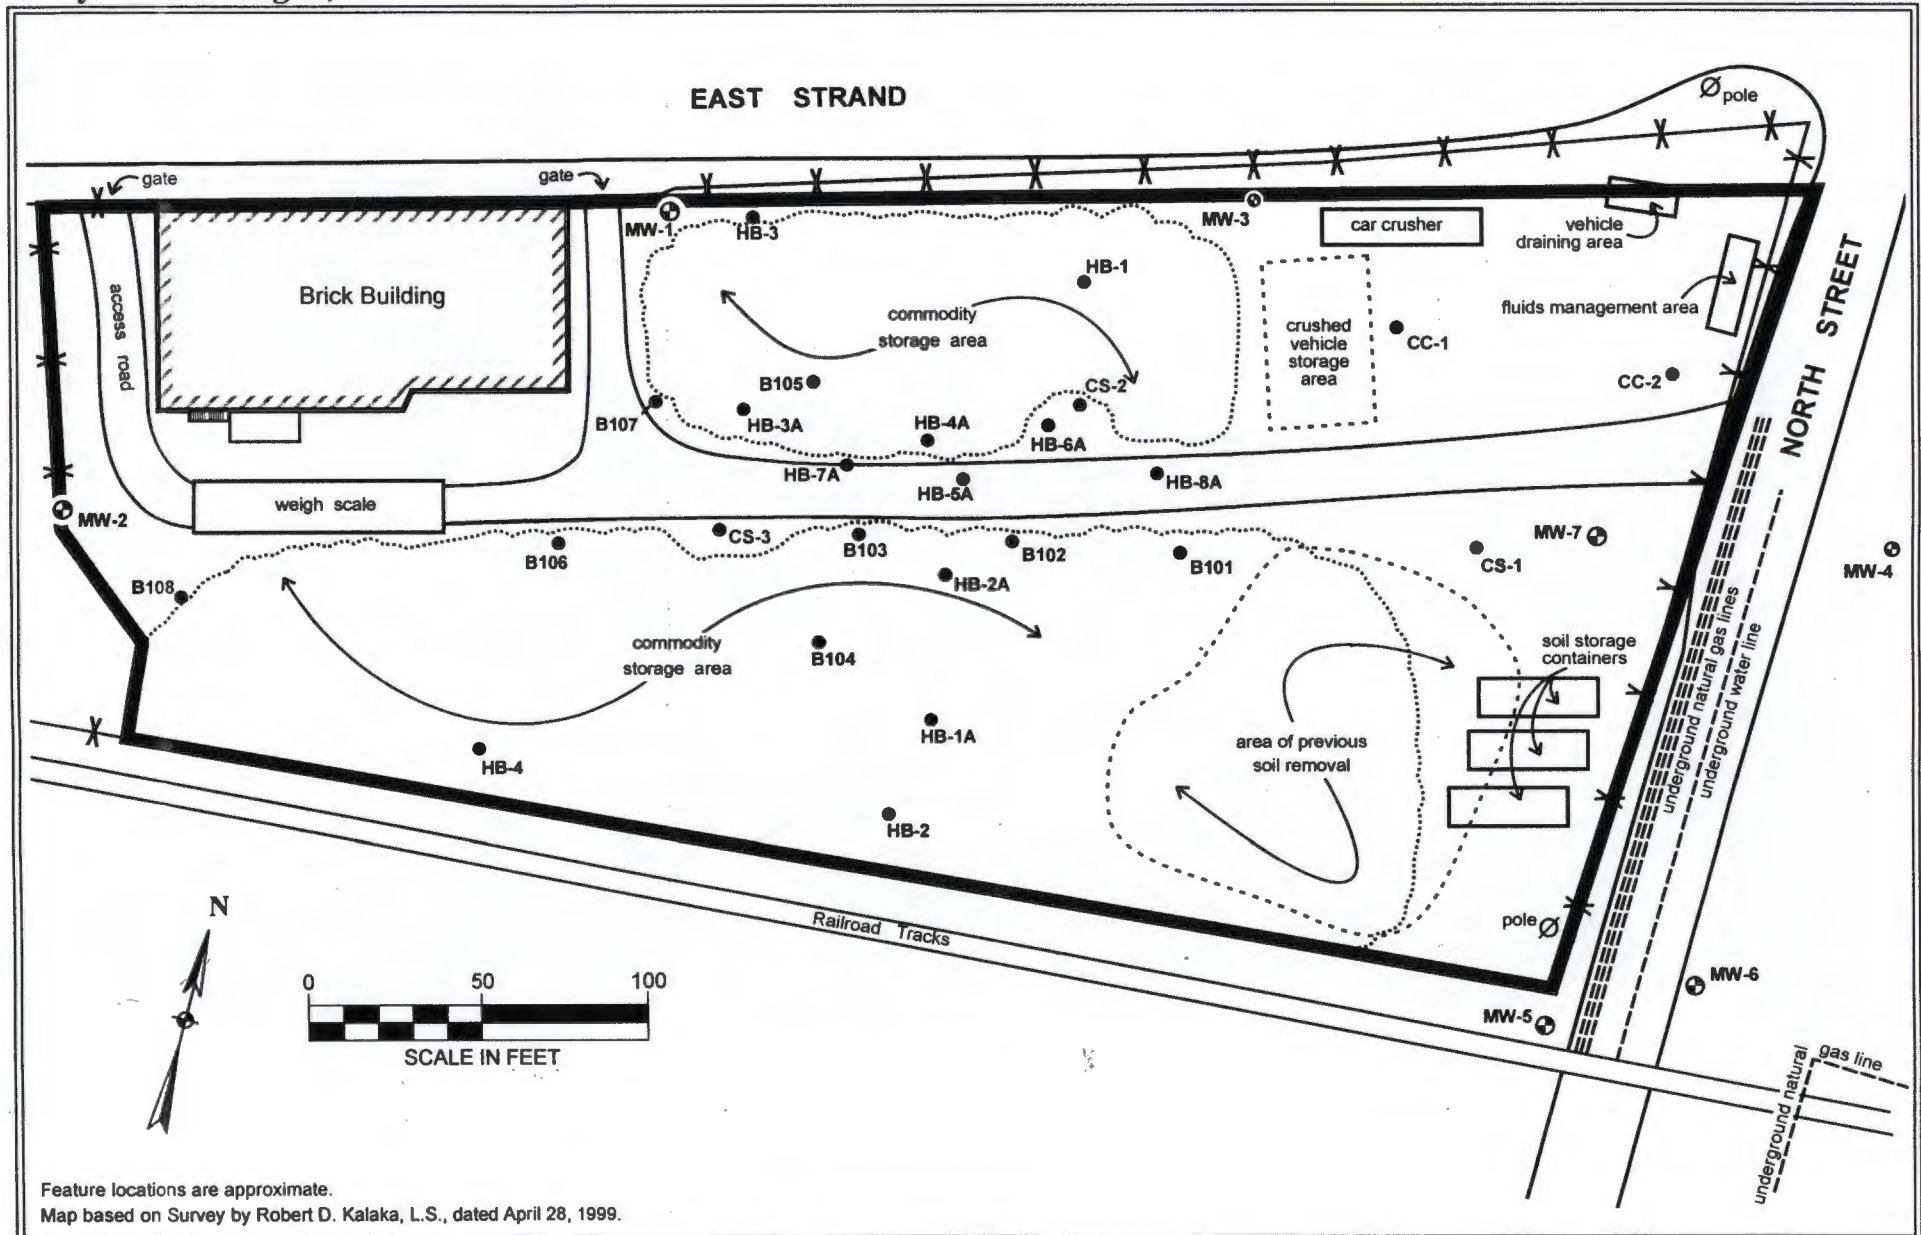 EAST STRAND
pole
gate
gate
MW-1
HB-3
MW-3
car crusher
vehicle
draining area
NORTH STREET
access road
Brick Building
HB-1
commodity
storage area
crushed
vehicle
storage
area
CC-1
fluids management area
CC-2
B105
CS-2
B107
HB-3A
HB-4A
HB-6A
HB-7A
HB-5A
HB-8A
weigh scale
MW-2
CS-3
B103
B102
B101
MW-7
CS-1
MW-4
B106
HB-2A
B108
commodity
storage area
B104
soil storage
containers
underground natural gas lines
underground water line
HB-1A
area of previous
soil removal
HB-4
HB-2
pole
Railroad Tracks
MW-6
MW-5
N
0 50 100
SCALE IN FEET
underground natural
gas line
Feature locations are approximate.
Map based on Survey by Robert D. Kalaka, L.S., dated April 28, 1999.